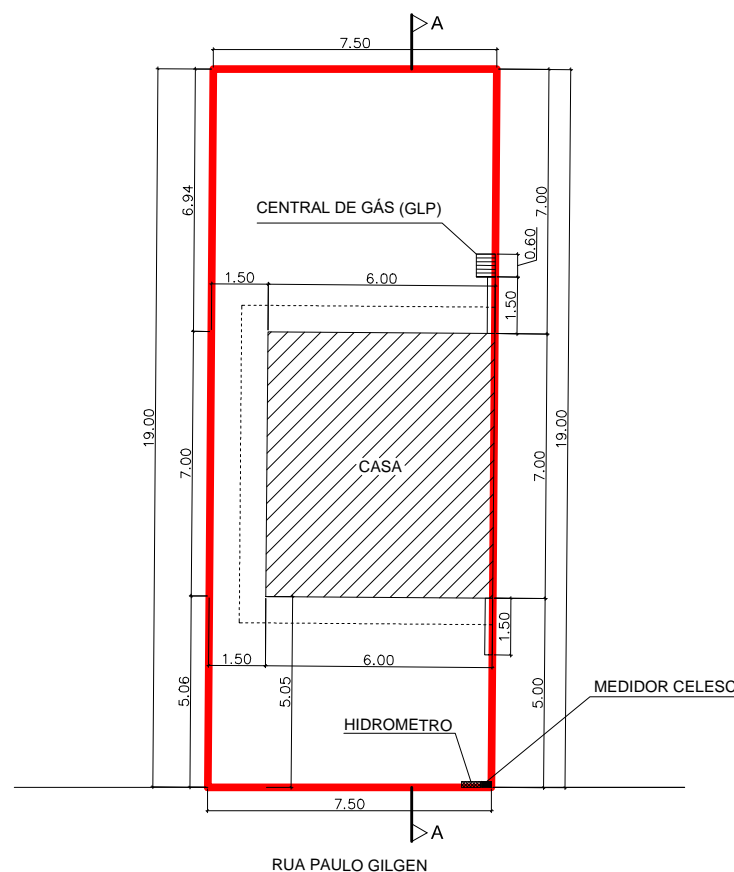 A
7.50
6.94
7.00
CENTRAL DE GÁS (GLP)
0.60
1.50
6.00
1.50
19.00
19.00
7.00
CASA
7.00
1.50
1.50
6.00
5.06
5.05
5.00
MEDIDOR CELESC
HIDROMETRO
7.50
A
RUA PAULO GILGEN